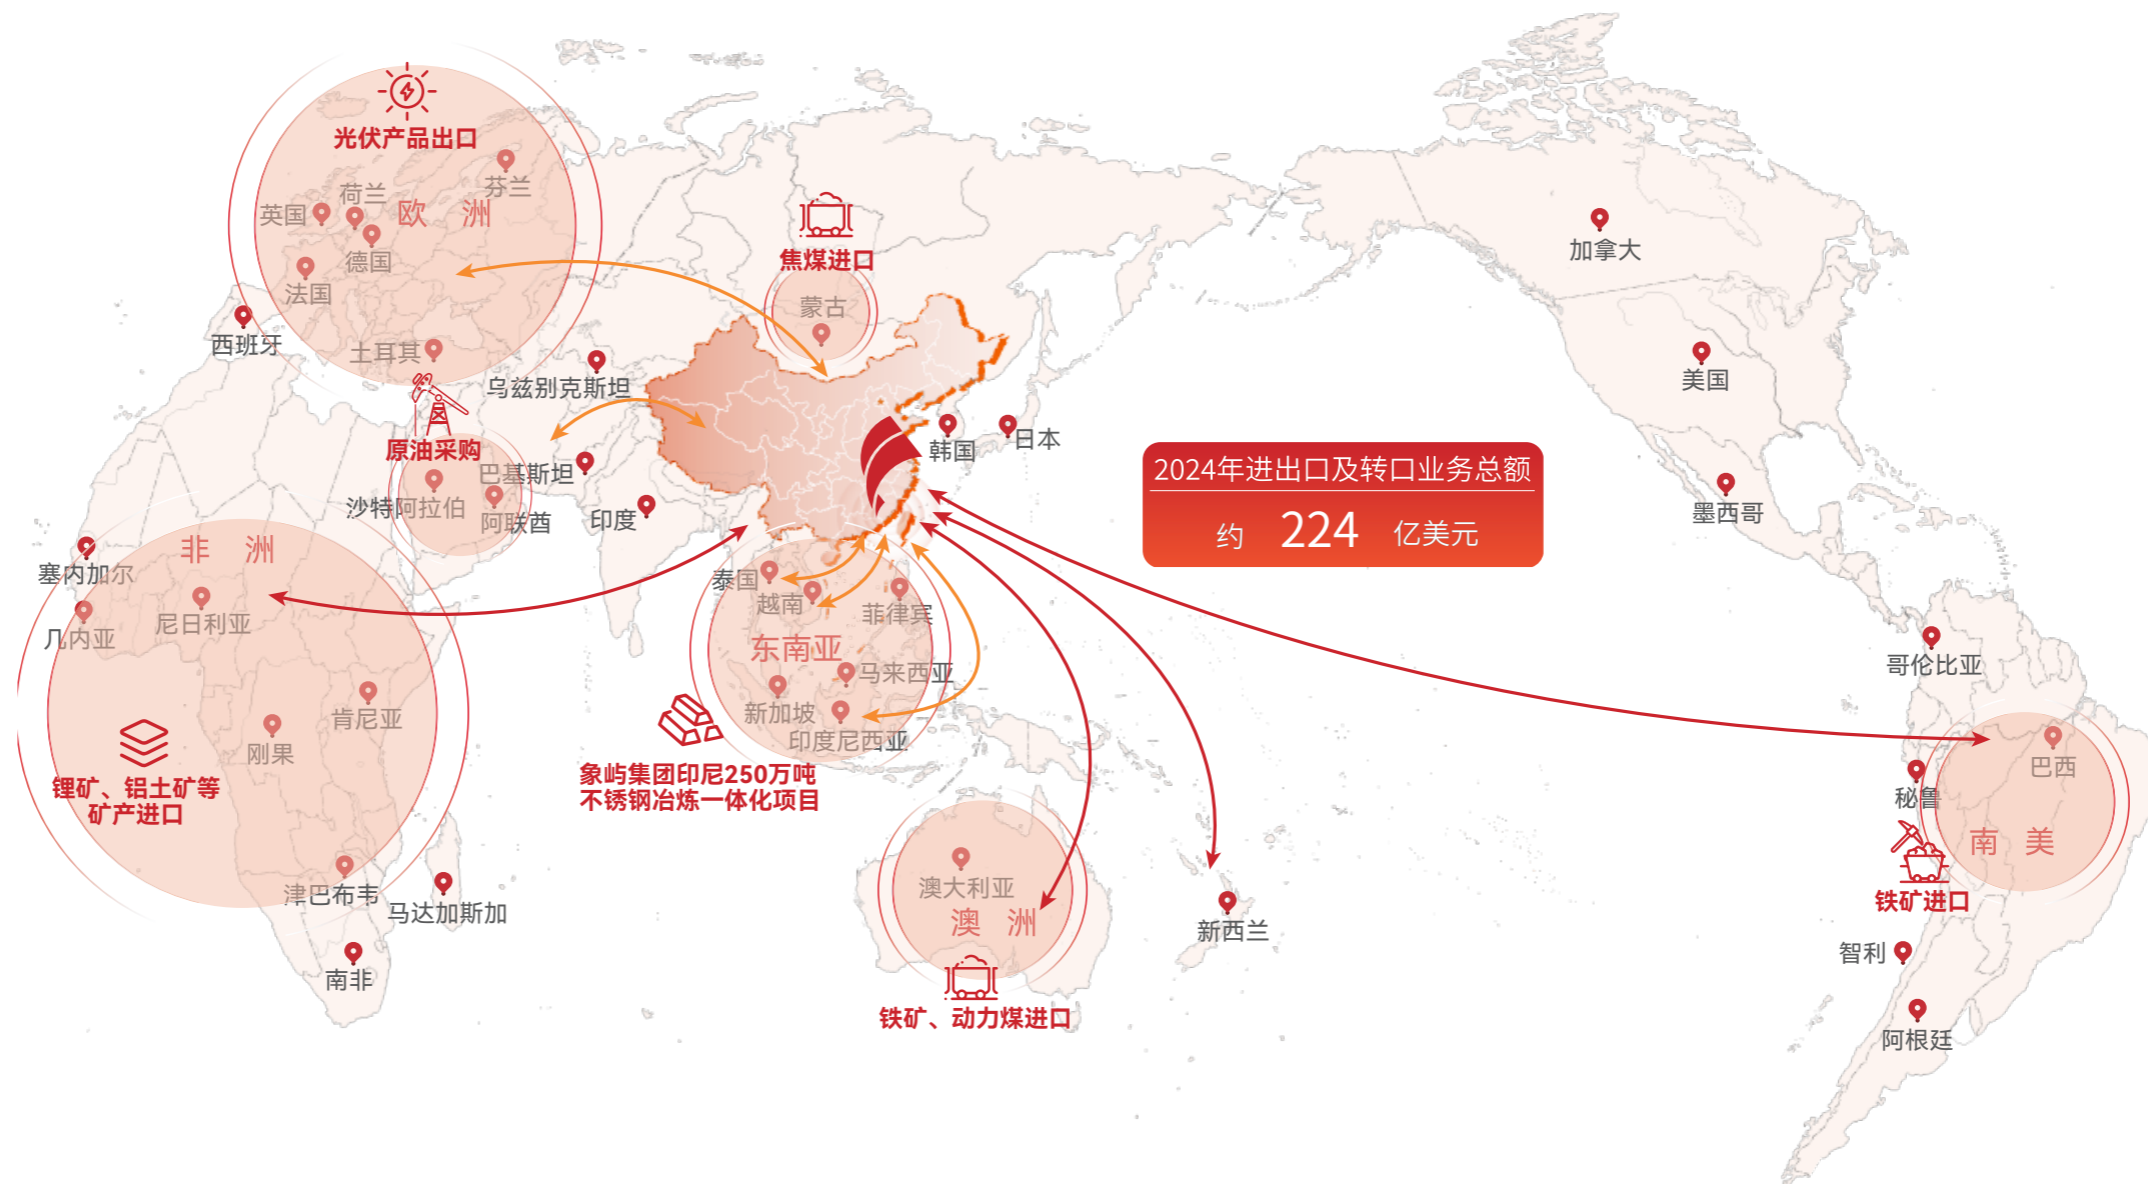 光伏产品出口
芬兰
荷兰
英国
欧 洲
德国
法国
西班牙
土耳其
乌兹别克斯坦
焦煤进口
蒙古
加拿大
美国
墨西哥
韩国
日本
原油采购
巴基斯坦
沙特阿拉伯
阿联酋
印度
2024年进出口及转口业务总额
约 224 亿美元
非 洲
塞内加尔
尼日利亚
几内亚
肯尼亚
刚果
锂矿、铝土矿等
矿产进口
津巴布韦
马达加斯加
南非
泰国
越南
菲律宾
东南亚
马来西亚
新加坡
印度尼西亚
象屿集团印尼250万吨
不锈钢冶炼一体化项目
澳大利亚
澳 洲
铁矿、动力煤进口
新西兰
哥伦比亚
巴西
秘鲁
南 美
铁矿进口
智利
阿根廷